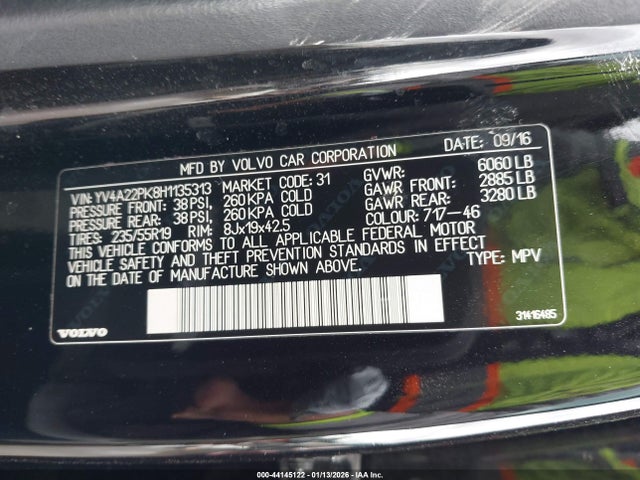 MFD BY VOLVO CAR CORPORATION DATE: 09/16
VIN: YV4A22PK8H1135313 MARKET CODE: 31 GVWR: 6060 LB
PRESSURE FRONT: 38 PSI, 260 KPA COLD GAWR FRONT: 2885 LB
PRESSURE REAR: 38 PSI, 260 KPA COLD GAWR REAR: 3280 LB
TIRES: 235/55R19 RIM: 8Jx19x42.5 COLOUR: 717-46
THIS VEHICLE CONFORMS TO ALL APPLICABLE FEDERAL MOTOR
VEHICLE SAFETY AND THEFT PREVENTION STANDARDS IN EFFECT
ON THE DATE OF MANUFACTURE SHOWN ABOVE. TYPE: MPV
VOLVO 31416485
000-44145122 - 01/13/2026 - IAAI.COM